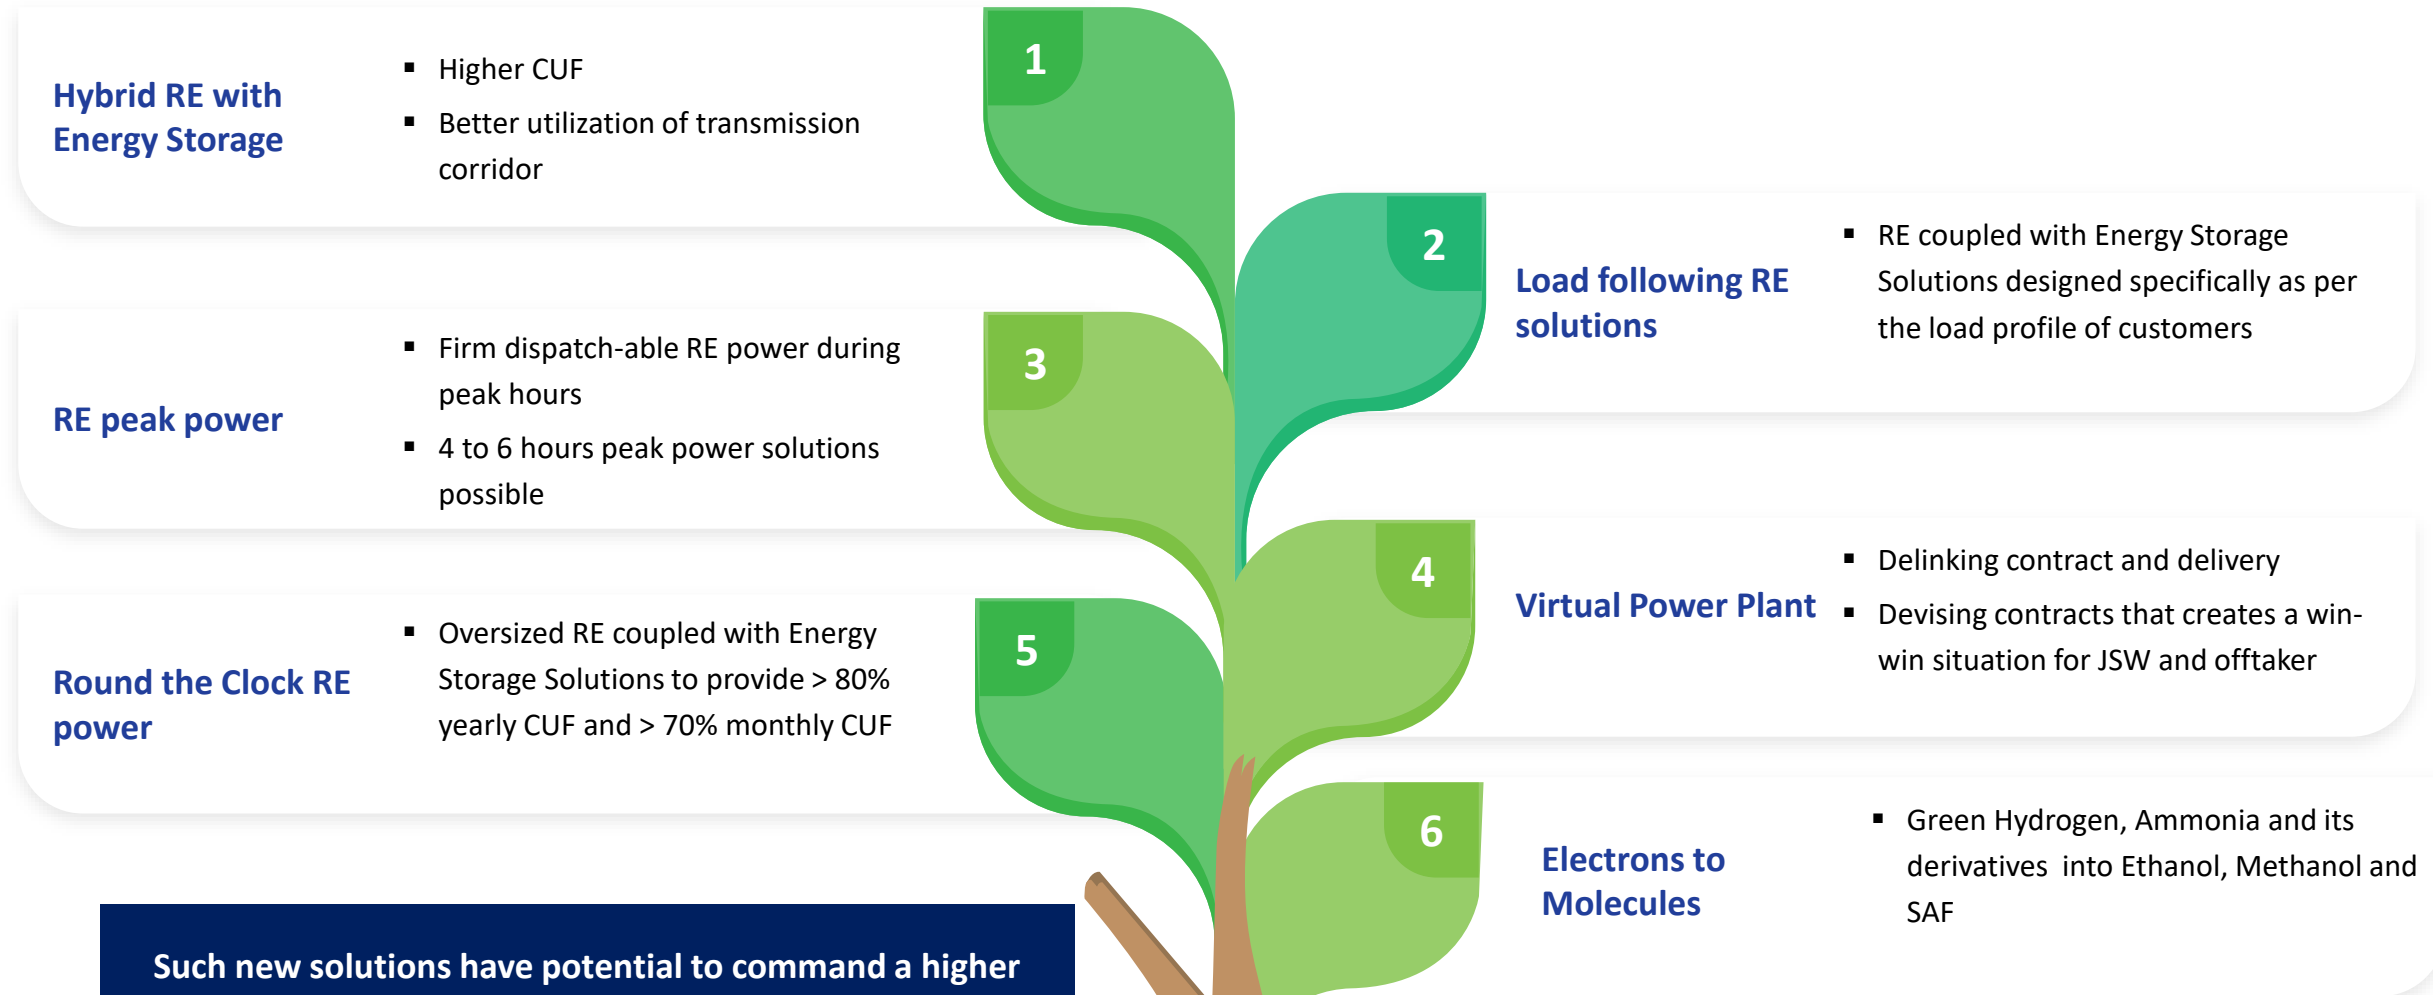 1
Hybrid RE with
Energy Storage
▪ Higher CUF
▪ Better utilization of transmission
corridor
2
Load following RE
solutions
▪ RE coupled with Energy Storage
Solutions designed specifically as per
the load profile of customers
3
RE peak power
▪ Firm dispatch-able RE power during
peak hours
▪ 4 to 6 hours peak power solutions
possible
4
Virtual Power Plant
▪ Delinking contract and delivery
▪ Devising contracts that creates a win-
win situation for JSW and offtaker
5
Round the Clock RE
power
▪ Oversized RE coupled with Energy
Storage Solutions to provide > 80%
yearly CUF and > 70% monthly CUF
6
Electrons to
Molecules
▪ Green Hydrogen, Ammonia and its
derivatives  into Ethanol, Methanol and
SAF
Such new solutions have potential to command a higher